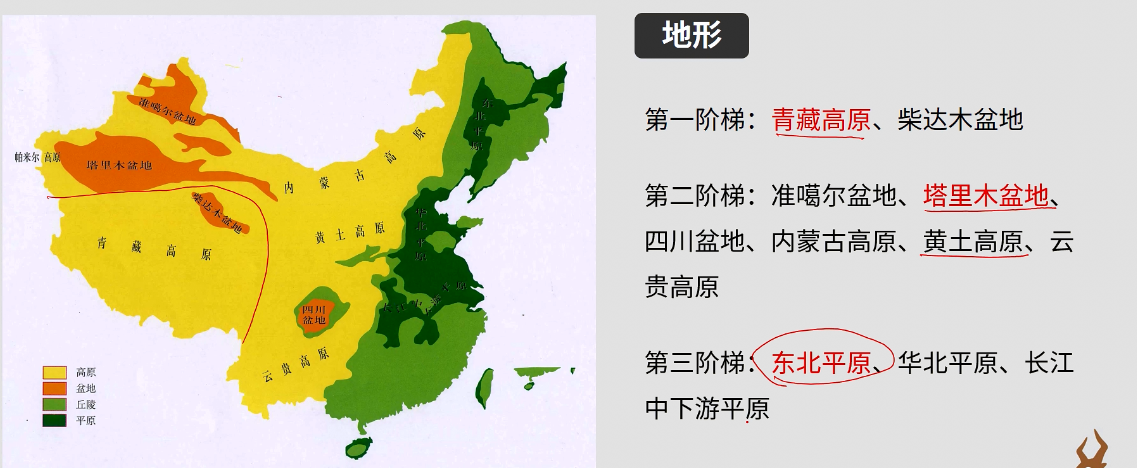 地形
第一阶梯：青藏高原、柴达木盆地
第二阶梯：准噶尔盆地、塔里木盆地、
四川盆地、内蒙古高原、黄土高原、云
贵高原
第三阶梯：东北平原、华北平原、长江
中下游平原
准噶尔盆地
帕米尔高原
塔里木盆地
柴达木盆地
青藏高原
内蒙古高原
黄土高原
东北平原
华北平原
四川
盆地
云贵高原
高原
盆地
丘陵
平原